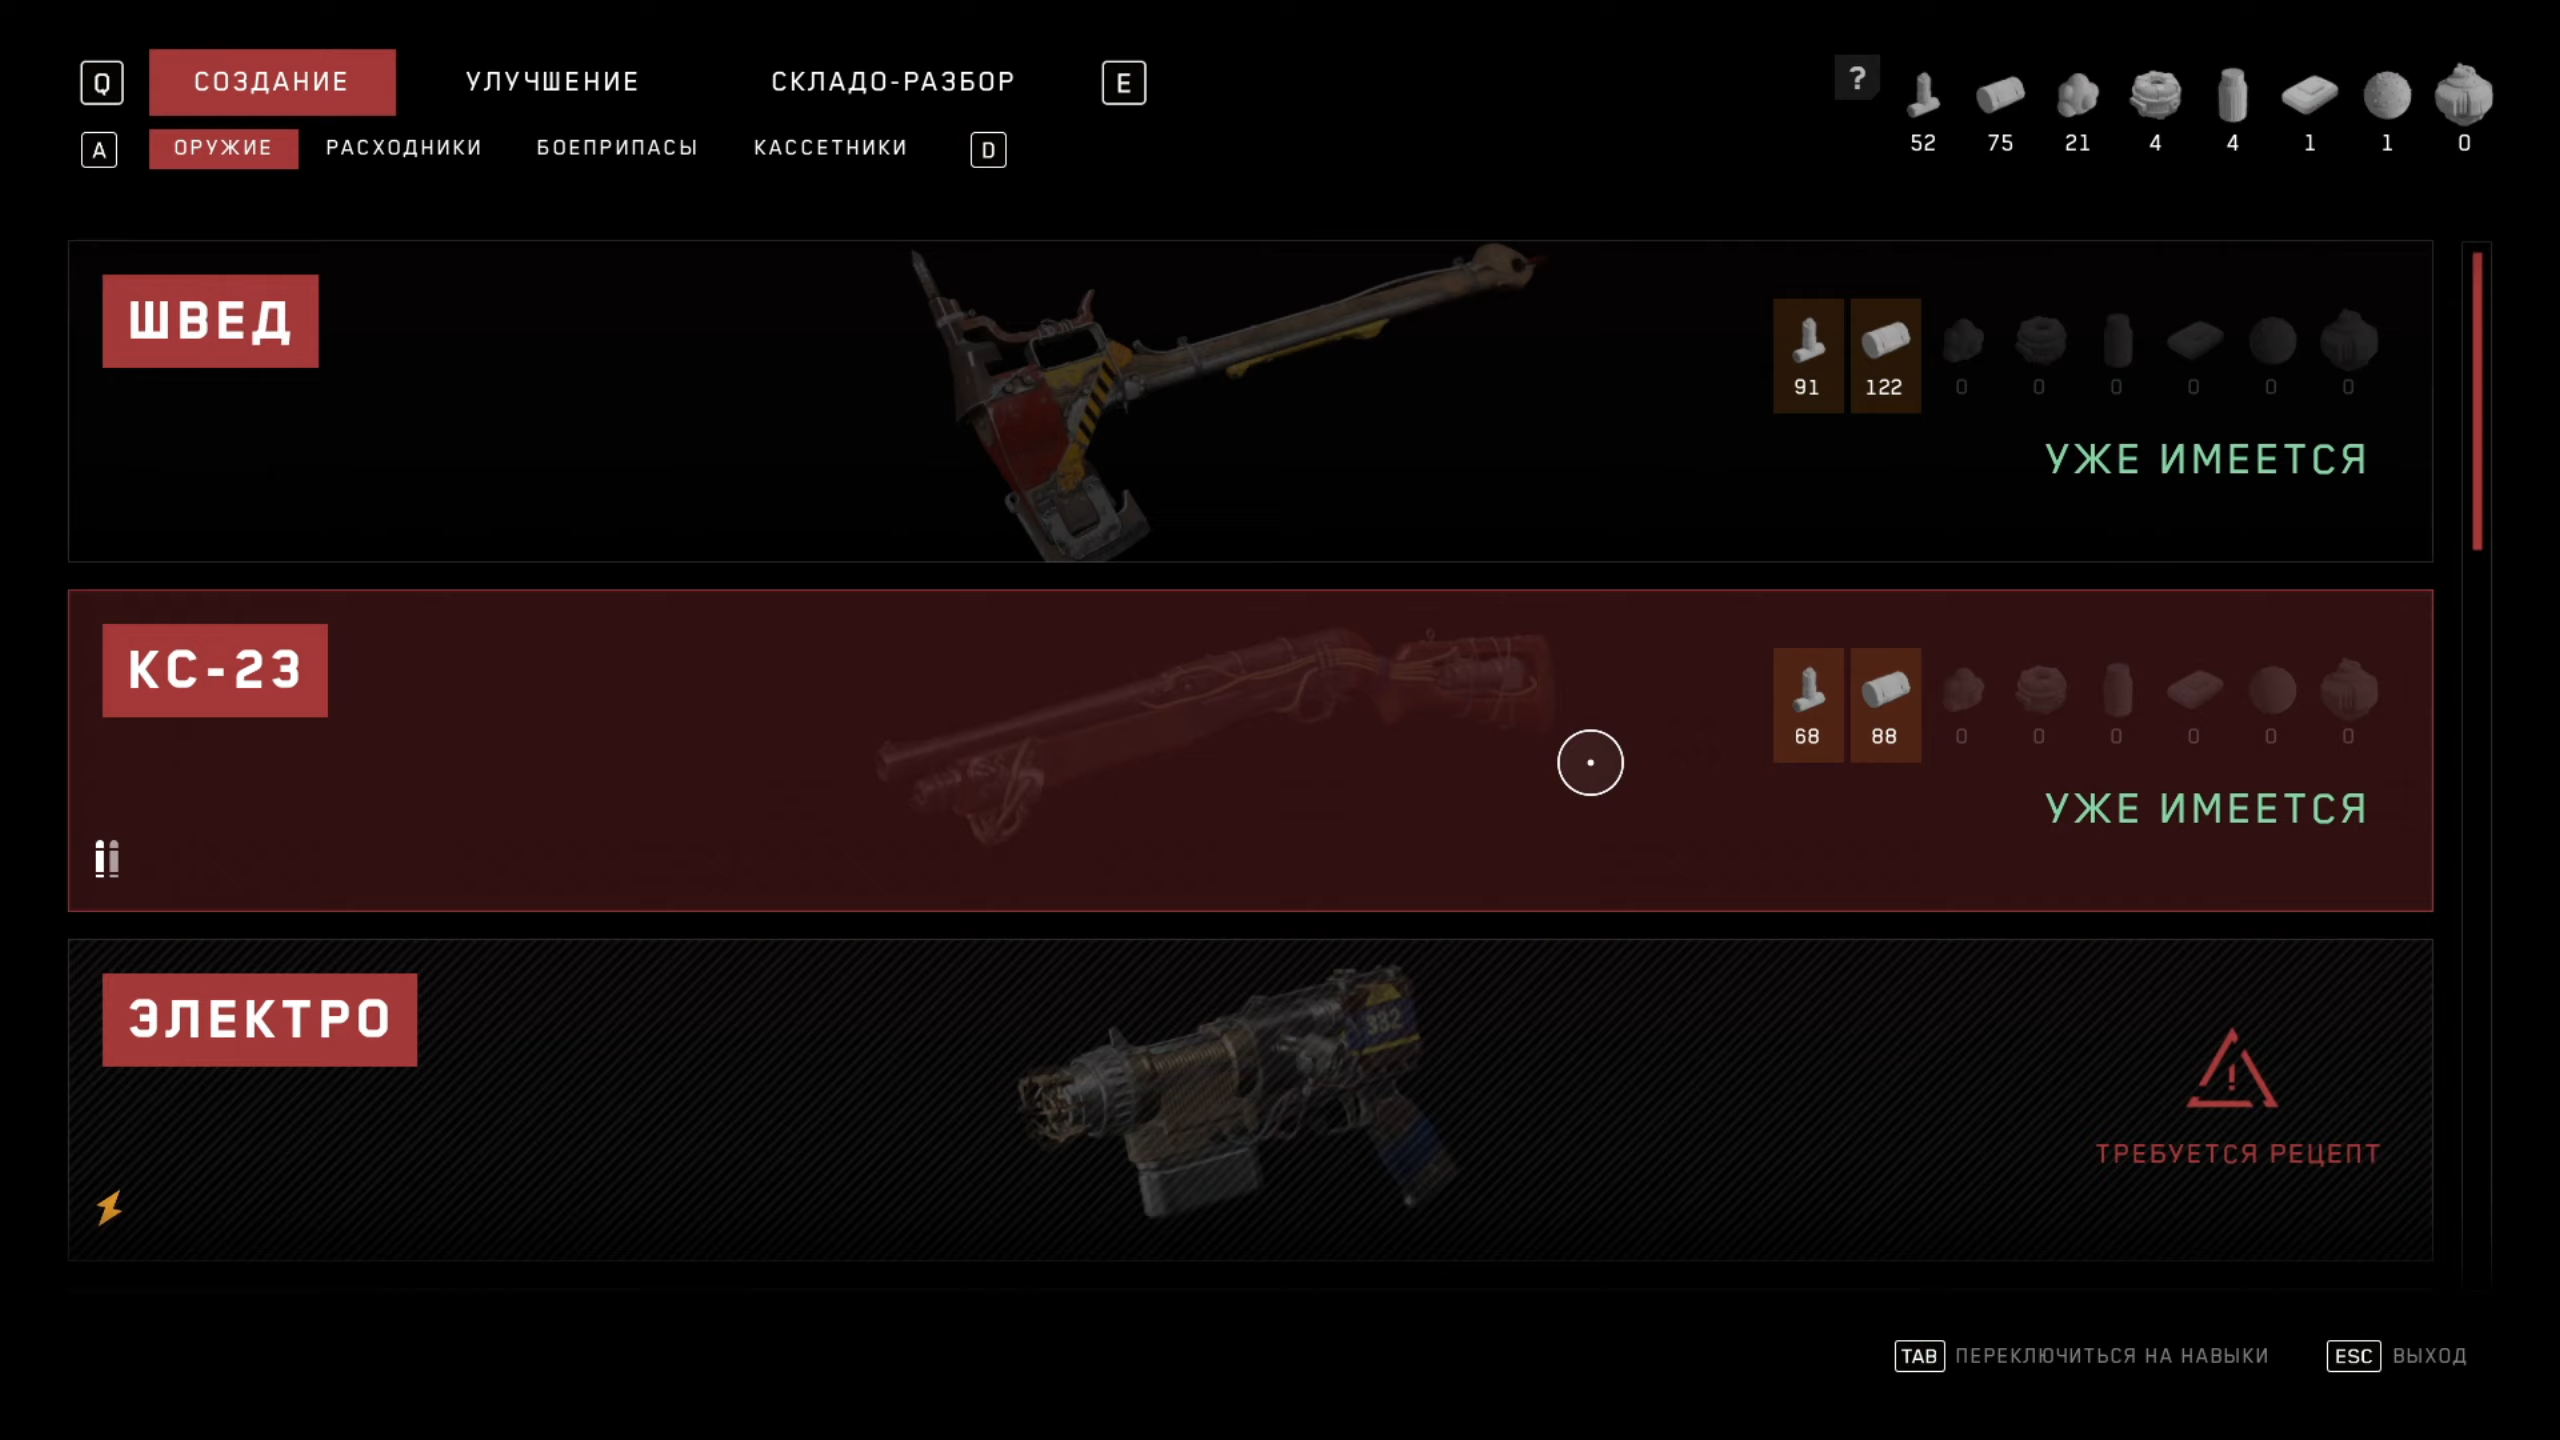 Q СОЗДАНИЕ УЛУЧШЕНИЕ СКЛАДО-РАЗБОР E
?
A ОРУЖИЕ РАСХОДНИКИ БОЕПРИПАСЫ КАССЕТНИКИ D
52 75 21 4 4 1 1 0
ШВЕД
91 122 0 0 0 0 0 0
УЖЕ ИМЕЕТСЯ
КС-23
68 88 0 0 0 0 0 0
УЖЕ ИМЕЕТСЯ
ЭЛЕКТРО
332
ТРЕБУЕТСЯ РЕЦЕПТ
TAB ПЕРЕКЛЮЧИТЬСЯ НА НАВЫКИ ESC ВЫХОД